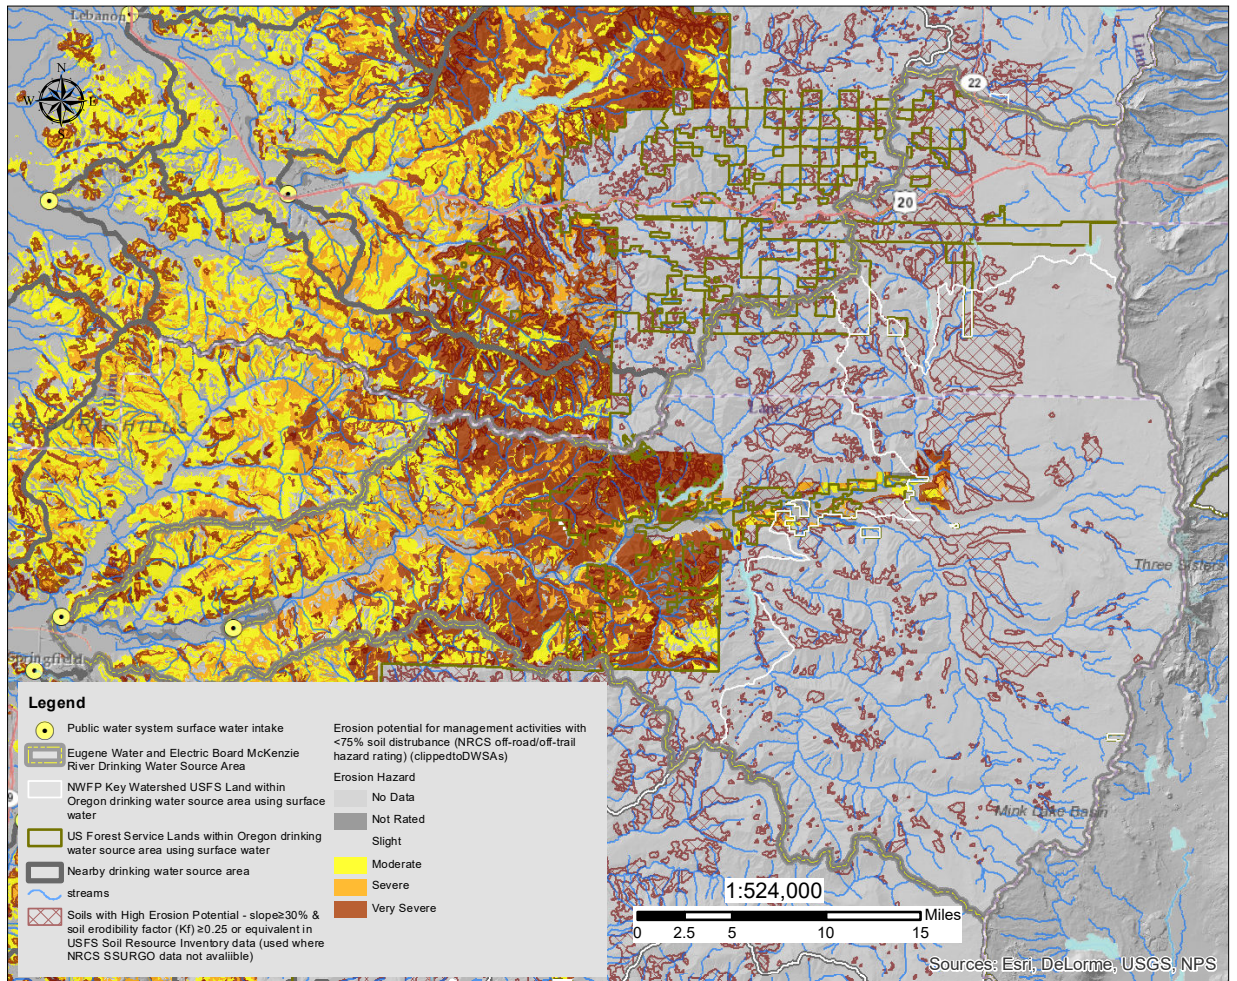 Lebanon
N
W
E
S
Linn
22
20
Linn
Lane
Three Sisters
Springfield
Mink Lake Basin
9
Legend
Public water system surface water intake
Eugene Water and Electric Board McKenzie
River Drinking Water Source Area
NWFP Key Watershed USFS Land within
Oregon drinking water source area using surface
water
US Forest Service Lands within Oregon drinking
water source area using surface water
Nearby drinking water source area
streams
Soils with High Erosion Potential - slope≥30% &
soil erodibility factor (Kf) ≥0.25 or equivalent in
USFS Soil Resource Inventory data (used where
NRCS SSURGO data not avaliible)
Erosion potential for management activities with
<75% soil distrubance (NRCS off-road/off-trail
hazard rating) (clippedtoDWSAs)
Erosion Hazard
No Data
Not Rated
Slight
Moderate
Severe
Very Severe
1:524,000
Miles
0 2.5 5 10 15
Sources: Esri, DeLorme, USGS, NPS